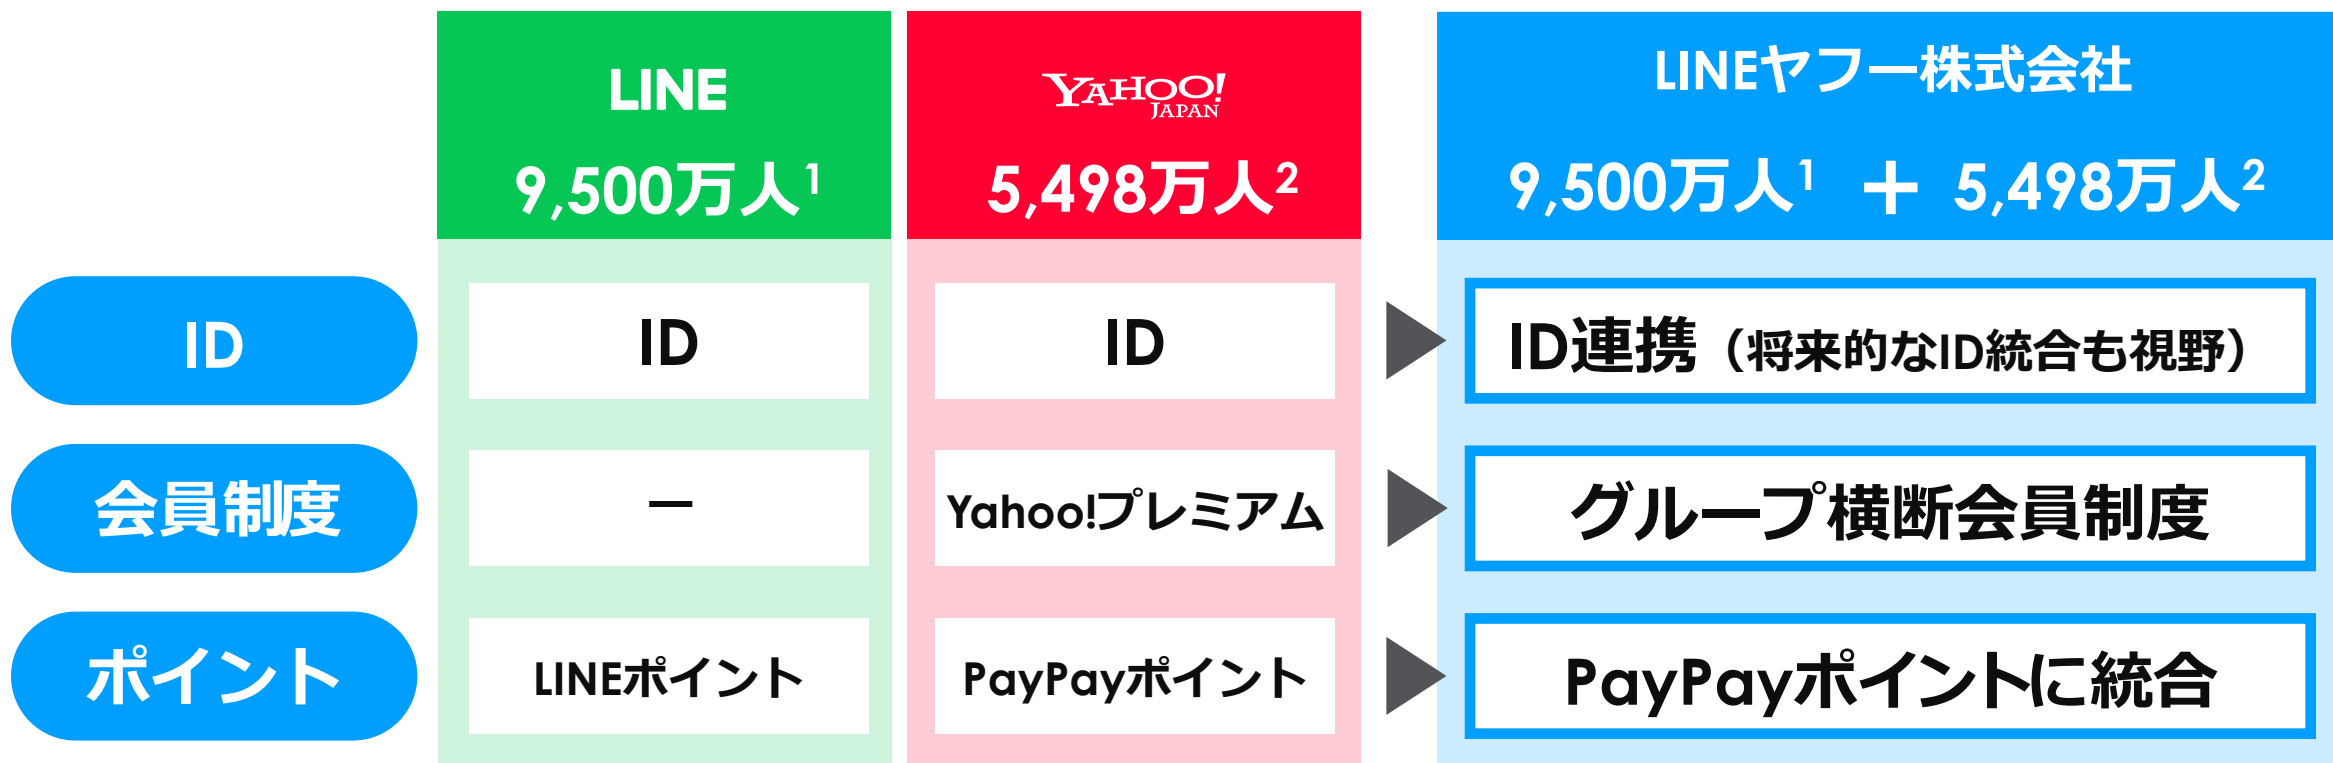 LINE
9,500万人1
YAHOO!
JAPAN
5,498万人2
LINEヤフー株式会社
9,500万人1 + 5,498万人2
ID
ID
ID
ID連携（将来的なID統合も視野）
会員制度
－
Yahoo!プレミアム
グループ横断会員制度
ポイント
LINEポイント
PayPayポイント
PayPayポイントに統合